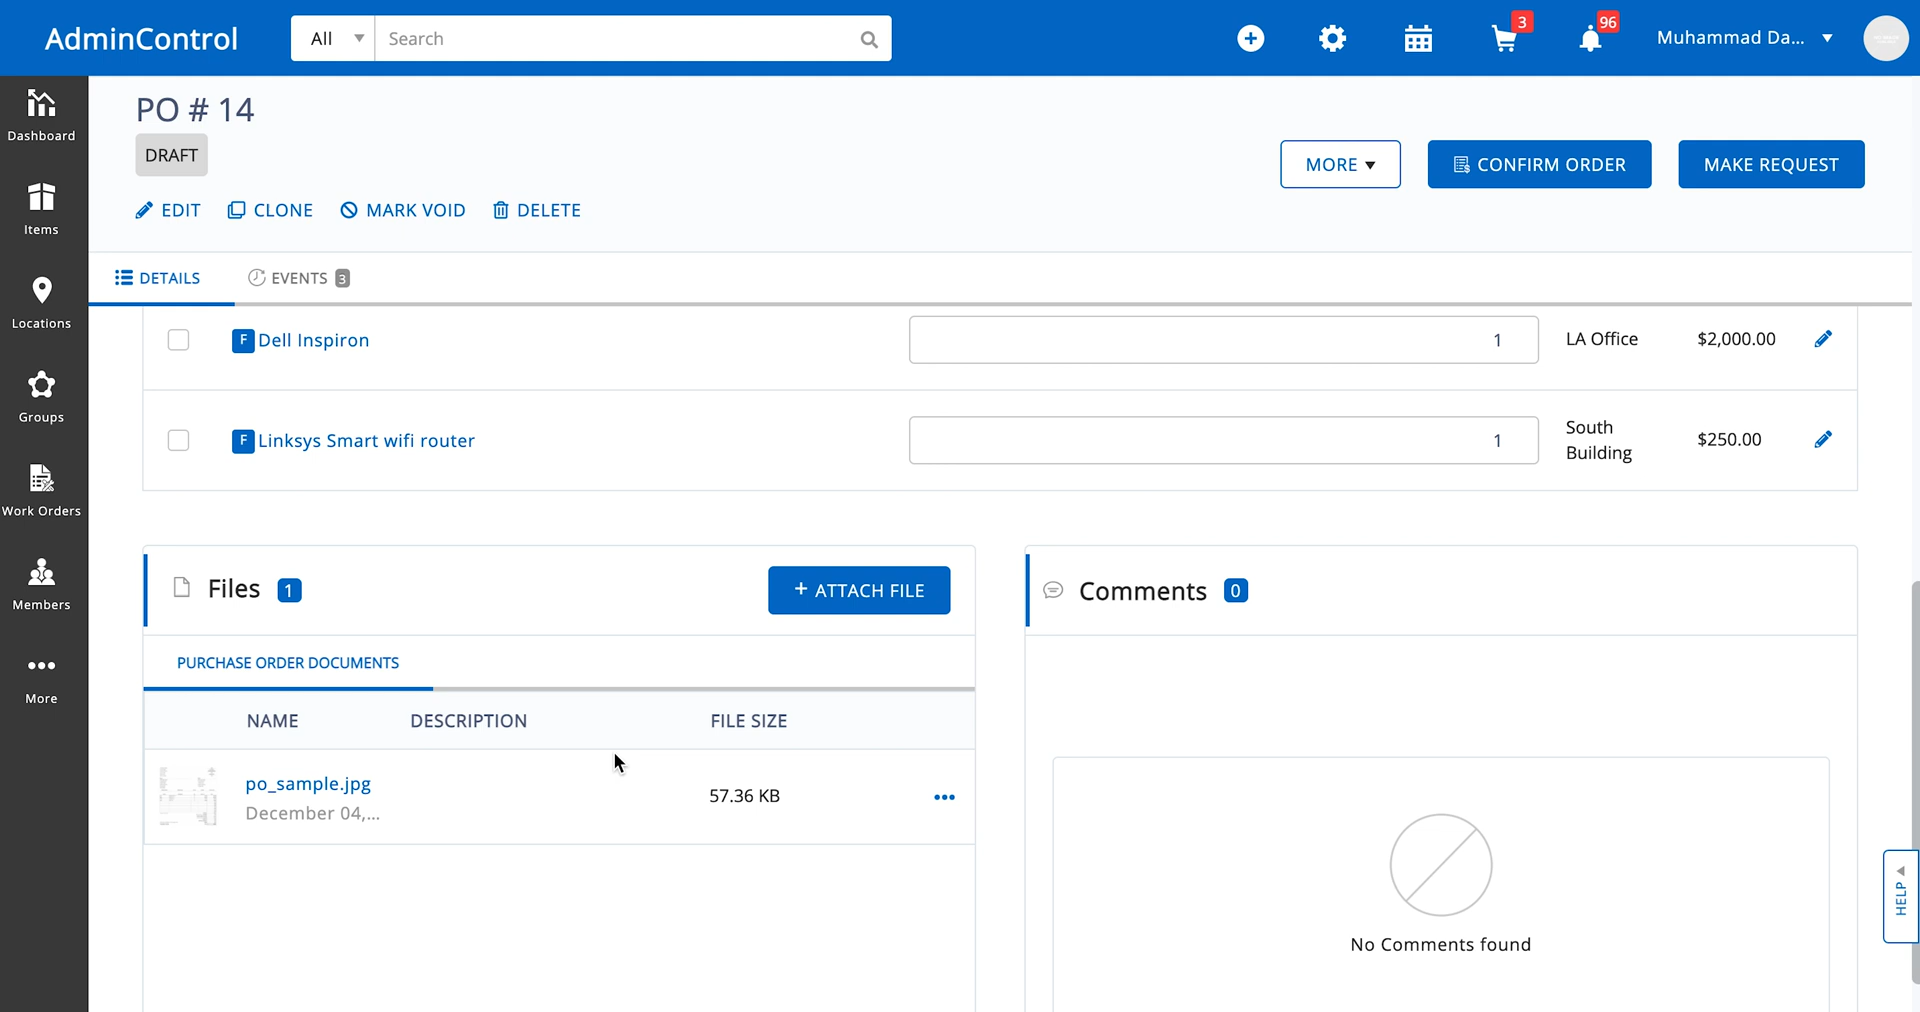 AdminControl
All
Search
3
96
Muhammad Da...
Dashboard
Items
Locations
Groups
Work Orders
Members
More
PO # 14
DRAFT
EDIT
CLONE
MARK VOID
DELETE
MORE
CONFIRM ORDER
MAKE REQUEST
DETAILS
EVENTS 3
F Dell Inspiron
1
LA Office
$2,000.00
F Linksys Smart wifi router
1
South
Building
$250.00
Files 1
+ ATTACH FILE
PURCHASE ORDER DOCUMENTS
NAME
DESCRIPTION
FILE SIZE
po_sample.jpg
December 04,...
57.36 KB
Comments 0
No Comments found
HELP